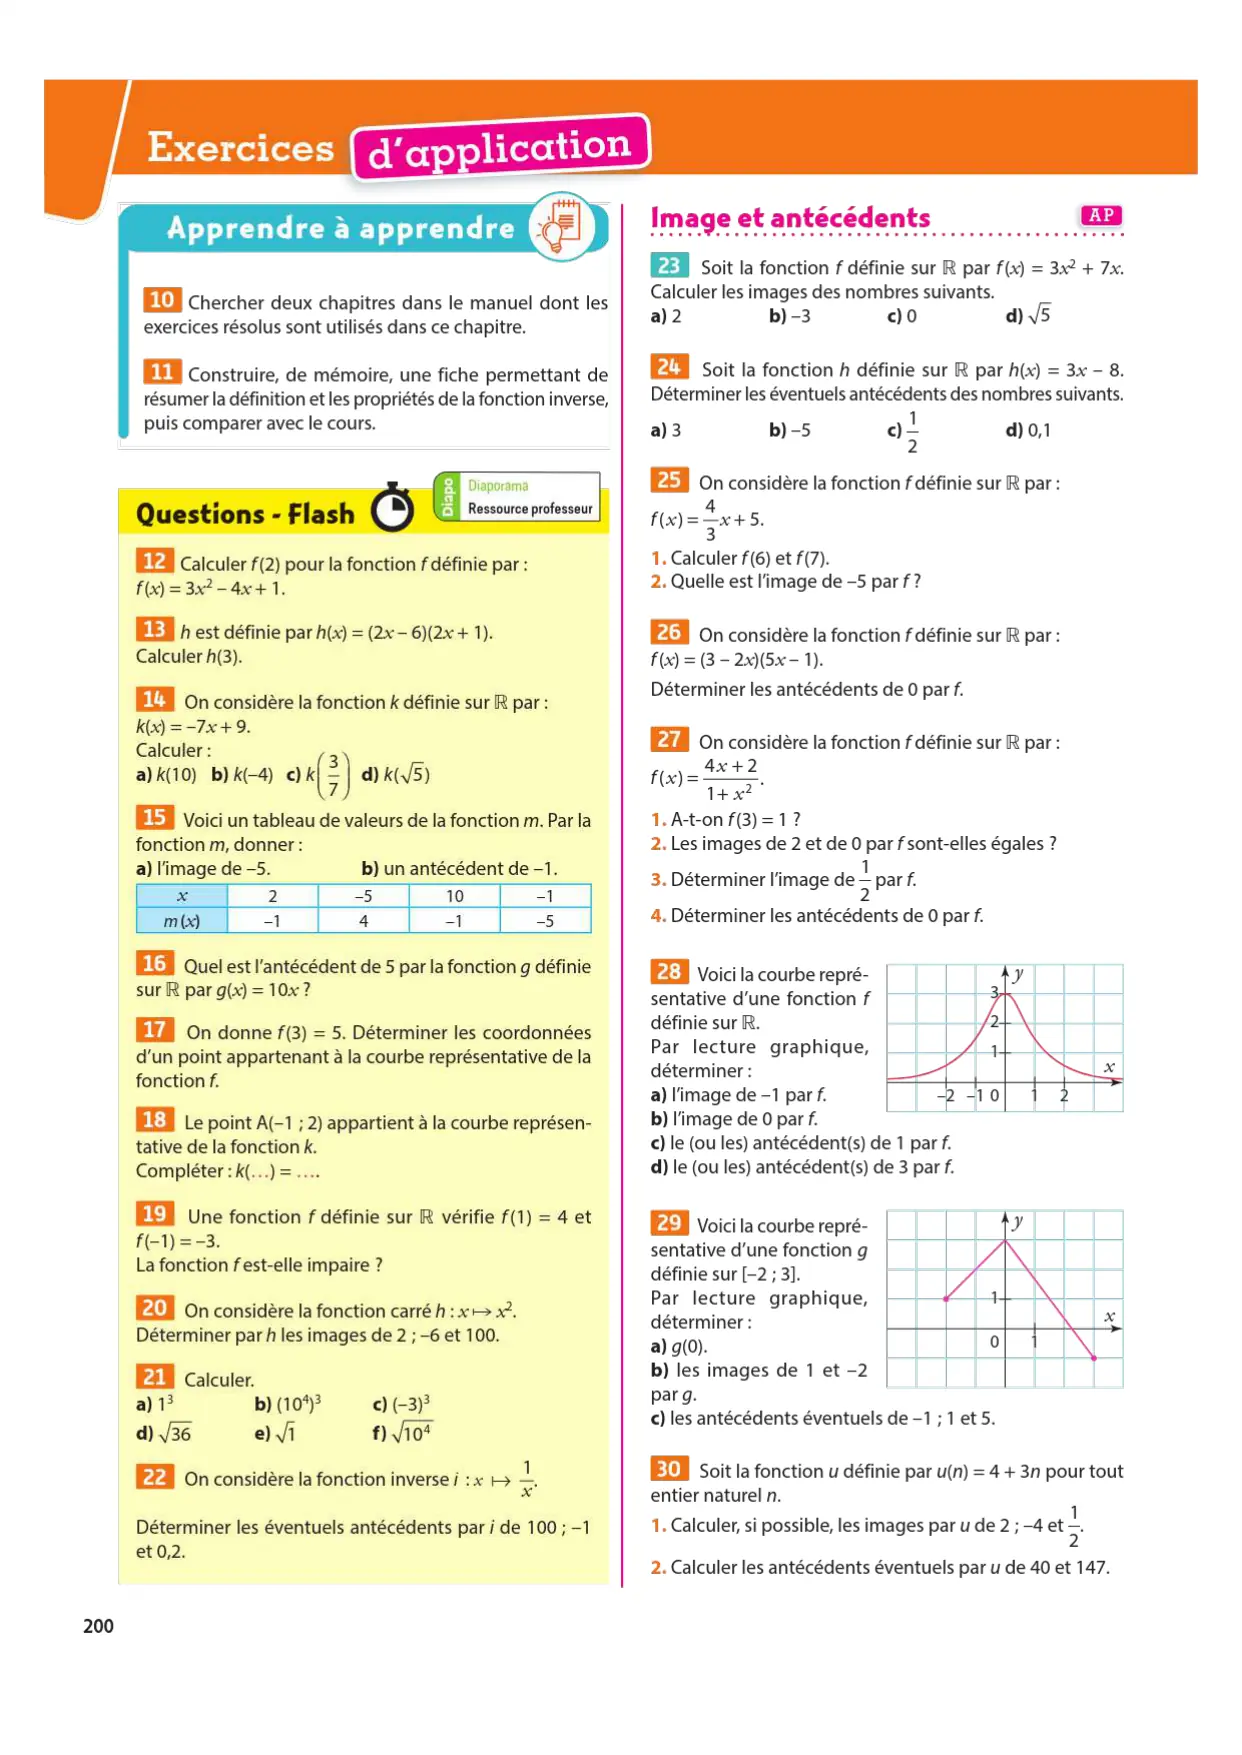 Exercices d'application
Apprendre à apprendre
10 Chercher deux chapitres dans le manuel dont les
exercices résolus sont utilisés dans ce chapitre.
11 Construire, de mémoire, une fiche permettant de
résumer la définition et les propriétés de la fonction inverse,
puis comparer avec le cours.
Questions - Flash
Diapo
Diaporama
Ressource professeur
12 Calculer f(2) pour la fonction f définie par :
f(x) = 3x² – 4x + 1.
13 h est définie par h(x) = (2x – 6)(2x + 1).
Calculer h(3).
14 On considère la fonction k définie sur ℝ par :
k(x) = –7x + 9.
Calculer :
a) k(10) b) k(–4) c) k(3/7) d) k(√5)
15 Voici un tableau de valeurs de la fonction m. Par la
fonction m, donner :
a) l'image de –5. b) un antécédent de –1.
x 2 –5 10 –1
m(x) –1 4 –1 –5
16 Quel est l'antécédent de 5 par la fonction g définie
sur ℝ par g(x) = 10x ?
17 On donne f(3) = 5. Déterminer les coordonnées
d'un point appartenant à la courbe représentative de la
fonction f.
18 Le point A(–1 ; 2) appartient à la courbe représen-
tative de la fonction k.
Compléter : k(…) = ….
19 Une fonction f définie sur ℝ vérifie f(1) = 4 et
f(–1) = –3.
La fonction f est-elle impaire ?
20 On considère la fonction carré h : x ↦ x².
Déterminer par h les images de 2 ; –6 et 100.
21 Calculer.
a) 1³ b) (10⁴)³ c) (–3)³
d) √36 e) √1 f) √10⁴
22 On considère la fonction inverse i : x ↦ 1/x.
Déterminer les éventuels antécédents par i de 100 ; –1
et 0,2.
Image et antécédents
AP
23 Soit la fonction f définie sur ℝ par f(x) = 3x² + 7x.
Calculer les images des nombres suivants.
a) 2 b) –3 c) 0 d) √5
24 Soit la fonction h définie sur ℝ par h(x) = 3x – 8.
Déterminer les éventuels antécédents des nombres suivants.
a) 3 b) –5 c) 1/2 d) 0,1
25 On considère la fonction f définie sur ℝ par :
f(x) = 4/3 x + 5.
1. Calculer f(6) et f(7).
2. Quelle est l'image de –5 par f ?
26 On considère la fonction f définie sur ℝ par :
f(x) = (3 – 2x)(5x – 1).
Déterminer les antécédents de 0 par f.
27 On considère la fonction f définie sur ℝ par :
f(x) = (4x + 2)/(1 + x²).
1. A-t-on f(3) = 1 ?
2. Les images de 2 et de 0 par f sont-elles égales ?
3. Déterminer l'image de 1/2 par f.
4. Déterminer les antécédents de 0 par f.
28 Voici la courbe repré-
sentative d'une fonction f
définie sur ℝ.
Par lecture graphique,
déterminer :
a) l'image de –1 par f.
b) l'image de 0 par f.
c) le (ou les) antécédent(s) de 1 par f.
d) le (ou les) antécédent(s) de 3 par f.
y
3
2
1
x
–2 –1 0 1 2
29 Voici la courbe repré-
sentative d'une fonction g
définie sur [–2 ; 3].
Par lecture graphique,
déterminer :
a) g(0).
b) les images de 1 et –2
par g.
c) les antécédents éventuels de –1 ; 1 et 5.
y
1
x
0 1
30 Soit la fonction u définie par u(n) = 4 + 3n pour tout
entier naturel n.
1. Calculer, si possible, les images par u de 2 ; –4 et 1/2.
2. Calculer les antécédents éventuels par u de 40 et 147.
200